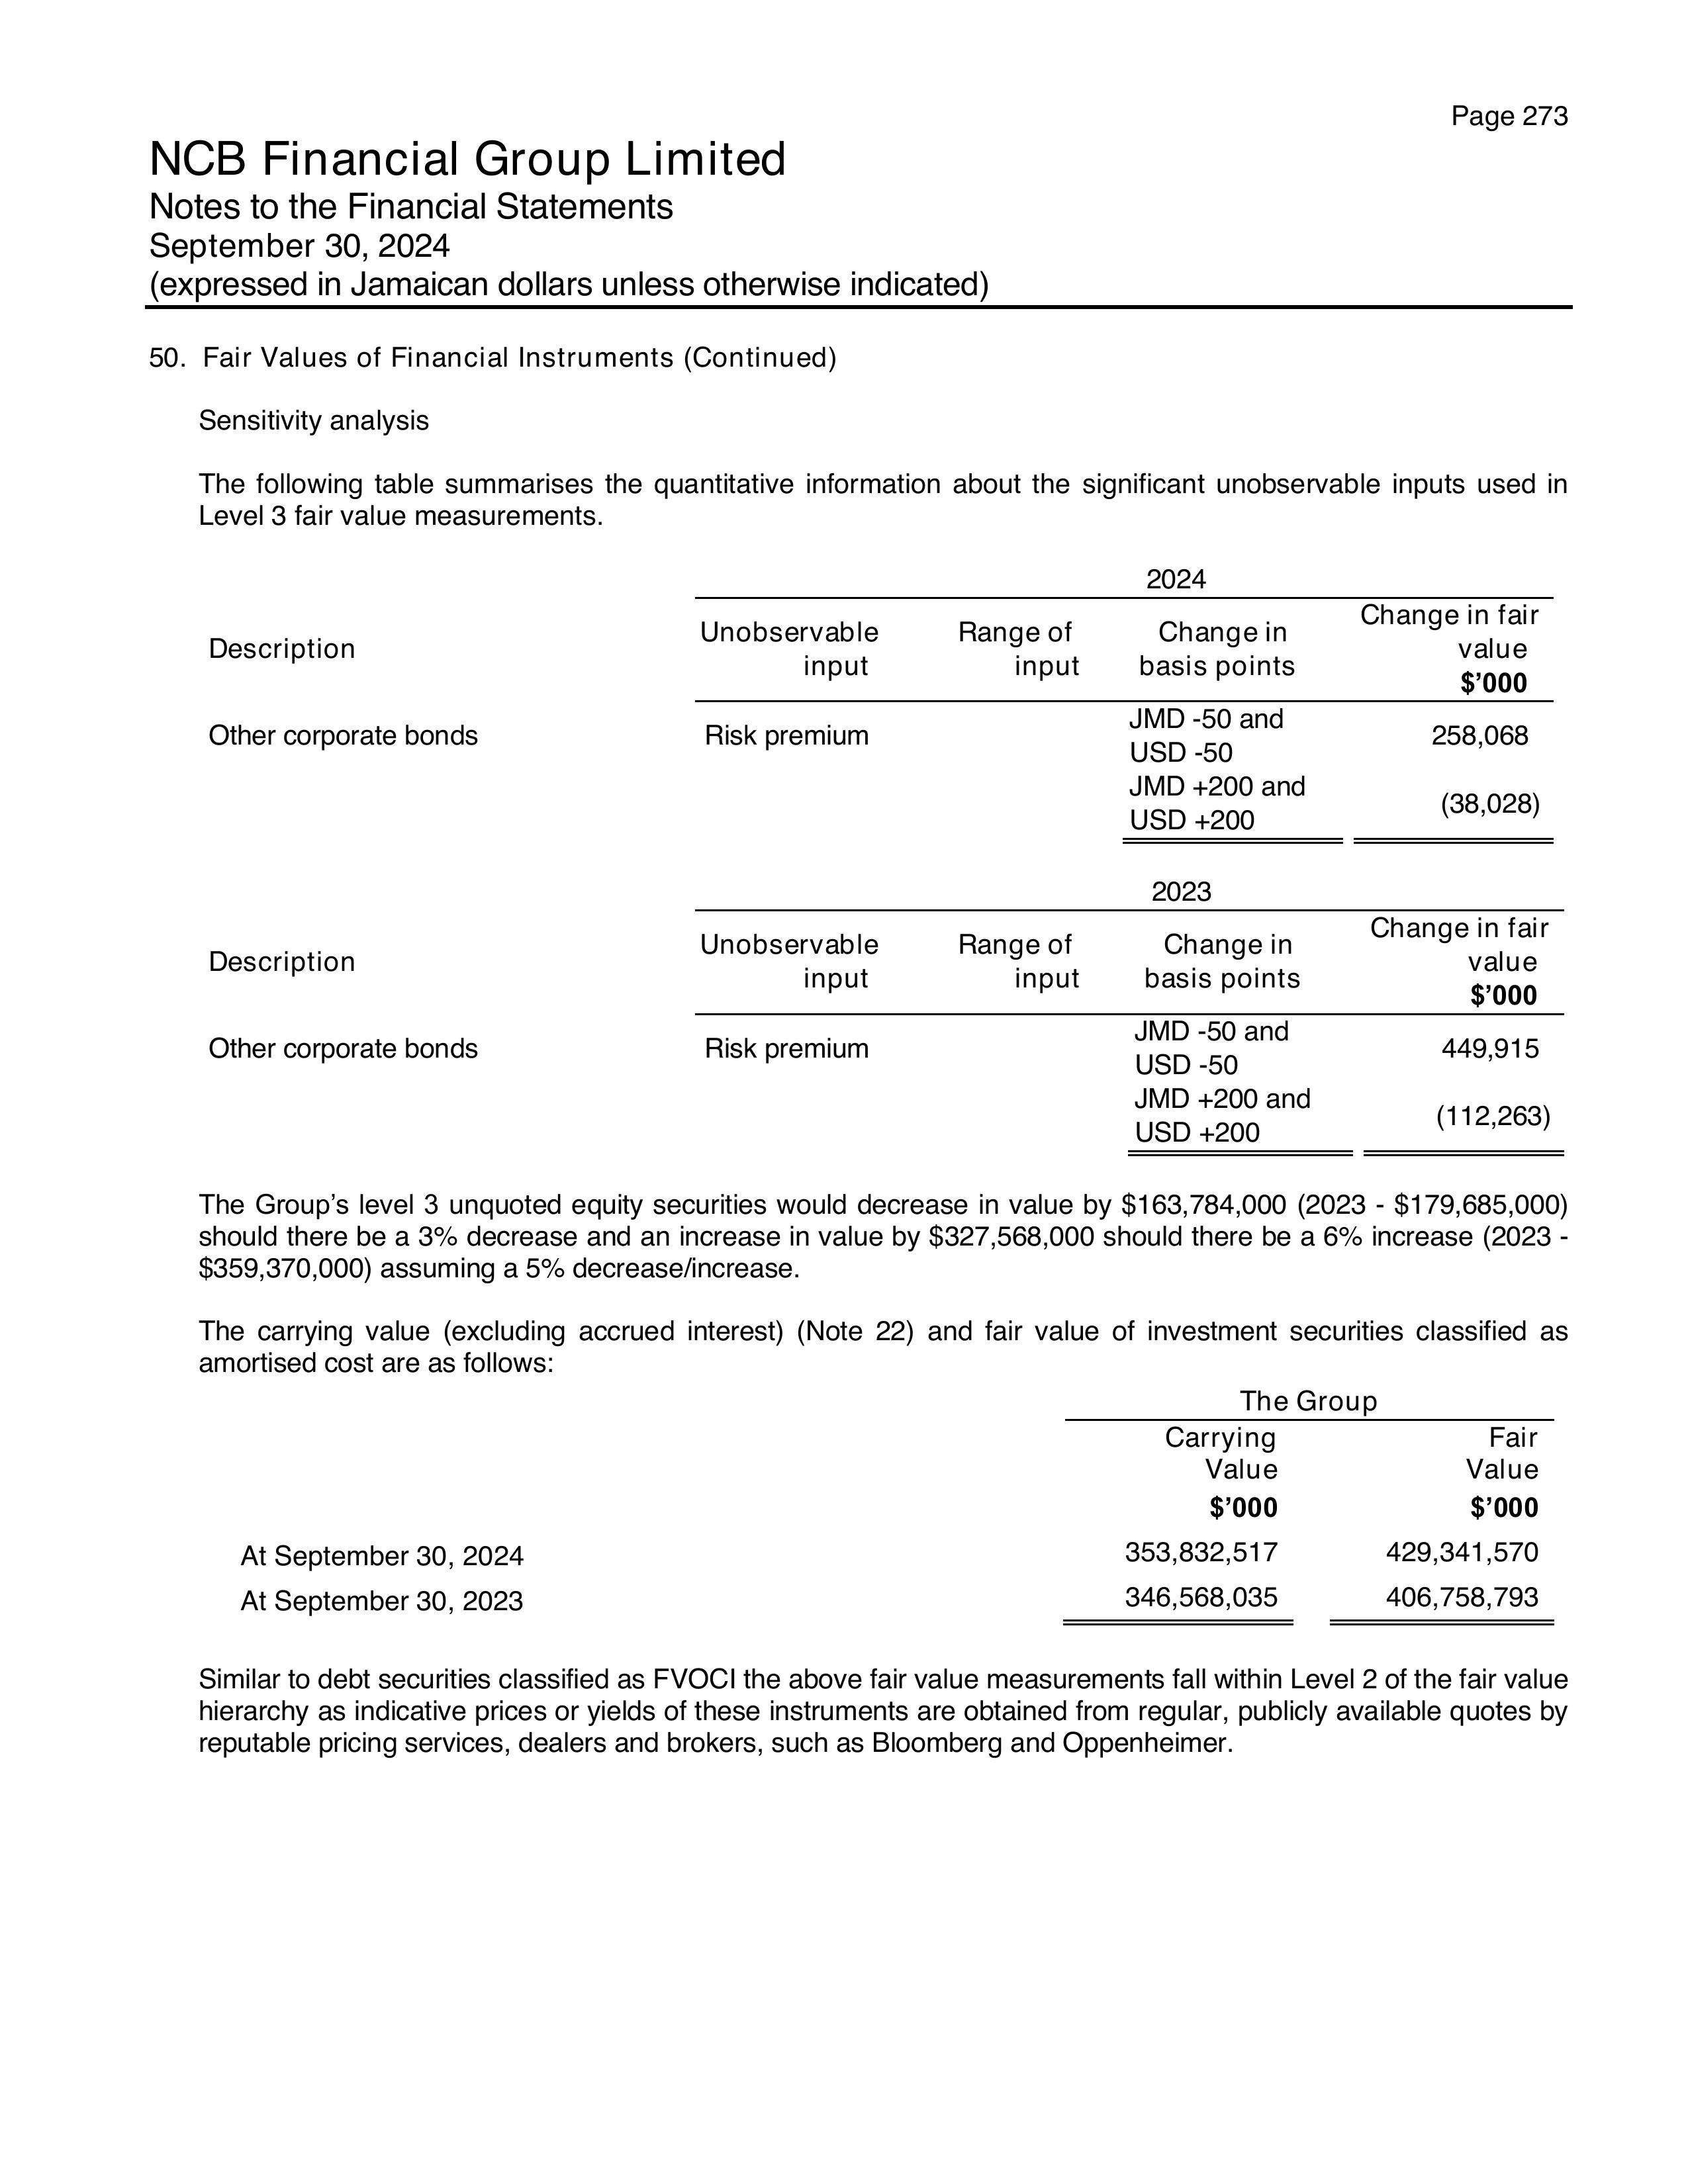 Page 273
NCB Financial Group Limited
Notes to the Financial Statements
September 30, 2024
(expressed in Jamaican dollars unless otherwise indicated)
50. Fair Values of Financial Instruments (Continued)
Sensitivity analysis
The following table summarises the quantitative information about the significant unobservable inputs used in
Level 3 fair value measurements.
2024
Description Unobservable input Range of input Change in basis points Change in fair value $’000
Other corporate bonds Risk premium JMD -50 and USD -50 258,068
JMD +200 and USD +200 (38,028)
2023
Description Unobservable input Range of input Change in basis points Change in fair value $’000
Other corporate bonds Risk premium JMD -50 and USD -50 449,915
JMD +200 and USD +200 (112,263)
The Group’s level 3 unquoted equity securities would decrease in value by $163,784,000 (2023 - $179,685,000)
should there be a 3% decrease and an increase in value by $327,568,000 should there be a 6% increase (2023 -
$359,370,000) assuming a 5% decrease/increase.
The carrying value (excluding accrued interest) (Note 22) and fair value of investment securities classified as
amortised cost are as follows:
The Group
Carrying Value $’000 Fair Value $’000
At September 30, 2024 353,832,517 429,341,570
At September 30, 2023 346,568,035 406,758,793
Similar to debt securities classified as FVOCI the above fair value measurements fall within Level 2 of the fair value
hierarchy as indicative prices or yields of these instruments are obtained from regular, publicly available quotes by
reputable pricing services, dealers and brokers, such as Bloomberg and Oppenheimer.